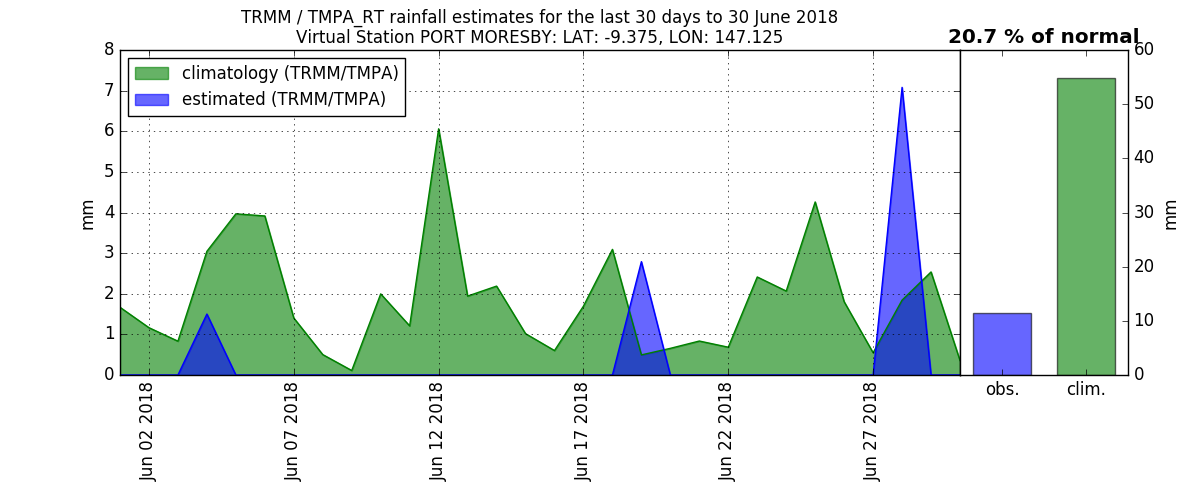 TRMM / TMPA_RT rainfall estimates for the last 30 days to 30 June 2018
Virtual Station PORT MORESBY: LAT: -9.375, LON: 147.125
20.7 % of normal
climatology (TRMM/TMPA)
estimated (TRMM/TMPA)
8
7
6
5
4
3
2
1
0
mm
Jun 02 2018
Jun 07 2018
Jun 12 2018
Jun 17 2018
Jun 22 2018
Jun 27 2018
60
50
40
30
20
10
0
mm
obs.
clim.